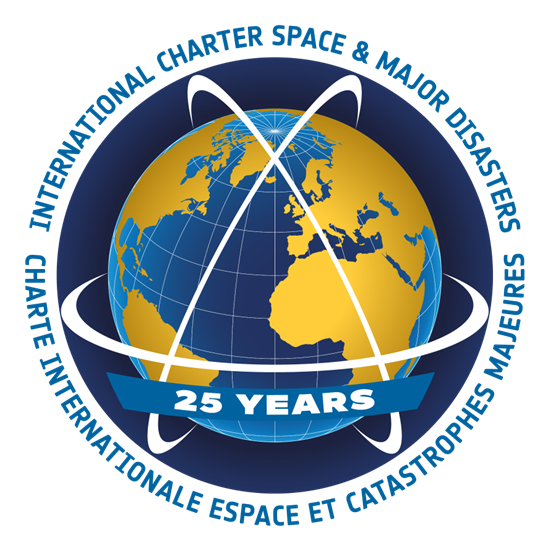 INTERNATIONAL CHARTER SPACE & MAJOR DISASTERS
25 YEARS
CHARTE INTERNATIONALE ESPACE ET CATASTROPHES MAJEURES